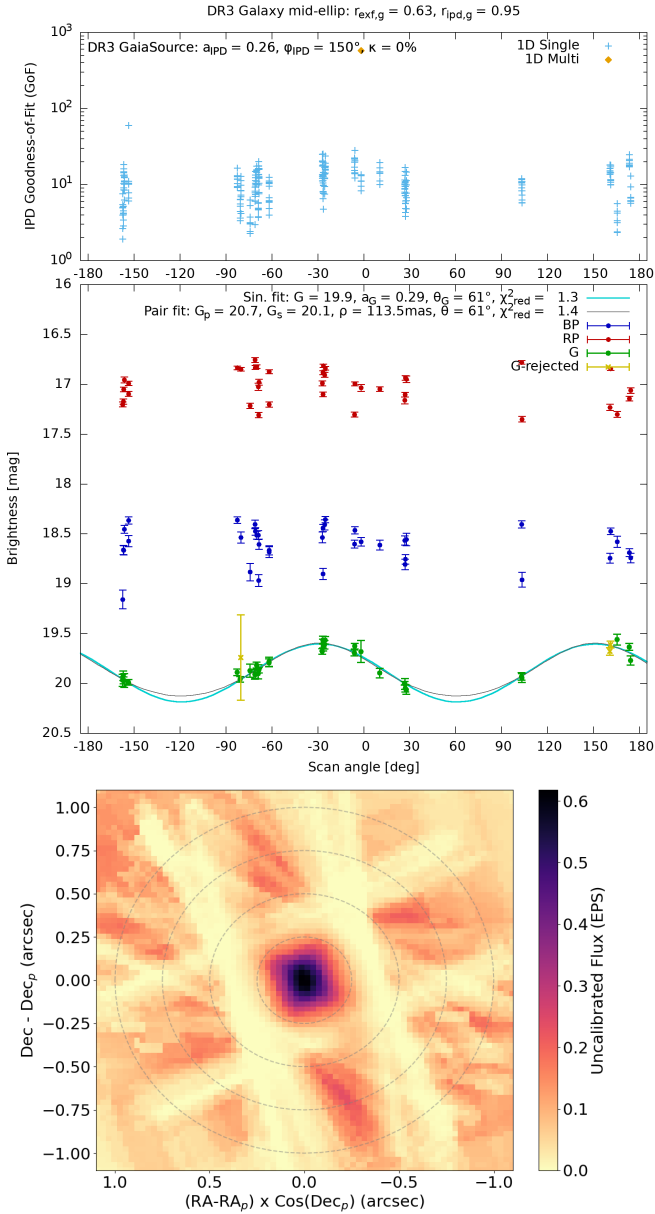 DR3 Galaxy mid-ellip: r_exf,g = 0.63, r_ipd,g = 0.95
DR3 GaiaSource: a_IPD = 0.26, φ_IPD = 150°, κ = 0%
1D Single
1D Multi
IPD Goodness-of-Fit (GoF)
10³
10²
10¹
10⁰
-180 -150 -120 -90 -60 -30 0 30 60 90 120 150 180
Sin. fit: G = 19.9, a_G = 0.29, θ_G = 61°, χ²_red = 1.3
Pair fit: G_p = 20.7, G_s = 20.1, ρ = 113.5mas, θ = 61°, χ²_red = 1.4
BP
RP
G
G-rejected
Brightness [mag]
16
16.5
17
17.5
18
18.5
19
19.5
20
20.5
-180 -150 -120 -90 -60 -30 0 30 60 90 120 150 180
Scan angle [deg]
Dec - Dec_p (arcsec)
1.00
0.75
0.50
0.25
0.00
−0.25
−0.50
−0.75
−1.00
1.0 0.5 0.0 −0.5 −1.0
(RA-RA_p) x Cos(Dec_p) (arcsec)
0.6
0.5
0.4
0.3
0.2
0.1
0.0
Uncalibrated Flux (EPS)